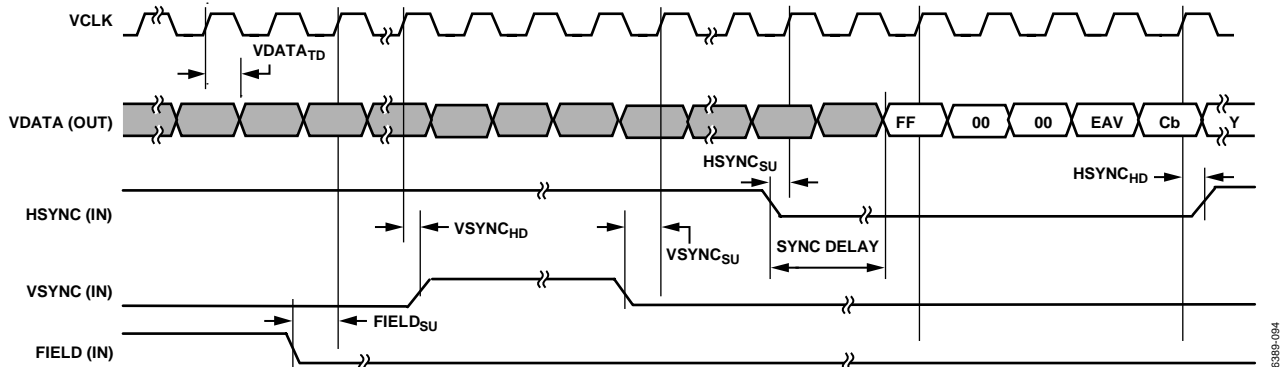 VCLK
VDATA_TD
VDATA (OUT)
FF 00 00 EAV Cb Y
HSYNC_SU
HSYNC_HD
HSYNC (IN)
VSYNC_HD
VSYNC_SU
SYNC DELAY
VSYNC (IN)
FIELD_SU
FIELD (IN)
6389-094